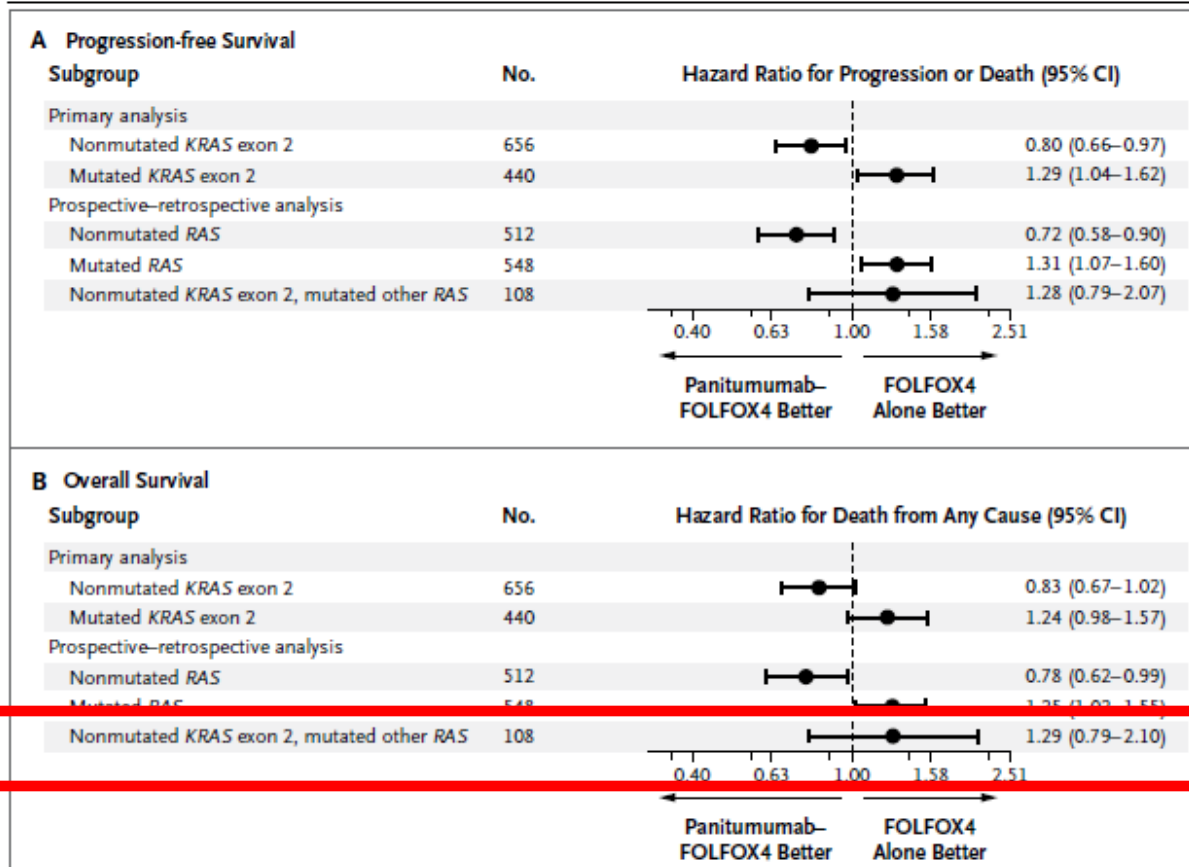 A Progression-free Survival
Subgroup No. Hazard Ratio for Progression or Death (95% CI)
Primary analysis
Nonmutated KRAS exon 2 656 0.80 (0.66–0.97)
Mutated KRAS exon 2 440 1.29 (1.04–1.62)
Prospective–retrospective analysis
Nonmutated RAS 512 0.72 (0.58–0.90)
Mutated RAS 548 1.31 (1.07–1.60)
Nonmutated KRAS exon 2, mutated other RAS 108 1.28 (0.79–2.07)
0.40 0.63 1.00 1.58 2.51
Panitumumab– FOLFOX4
FOLFOX4 Better Alone Better
B Overall Survival
Subgroup No. Hazard Ratio for Death from Any Cause (95% CI)
Primary analysis
Nonmutated KRAS exon 2 656 0.83 (0.67–1.02)
Mutated KRAS exon 2 440 1.24 (0.98–1.57)
Prospective–retrospective analysis
Nonmutated RAS 512 0.78 (0.62–0.99)
Mutated RAS 548
Nonmutated KRAS exon 2, mutated other RAS 108 1.29 (0.79–2.10)
0.40 0.63 1.00 1.58 2.51
Panitumumab– FOLFOX4
FOLFOX4 Better Alone Better